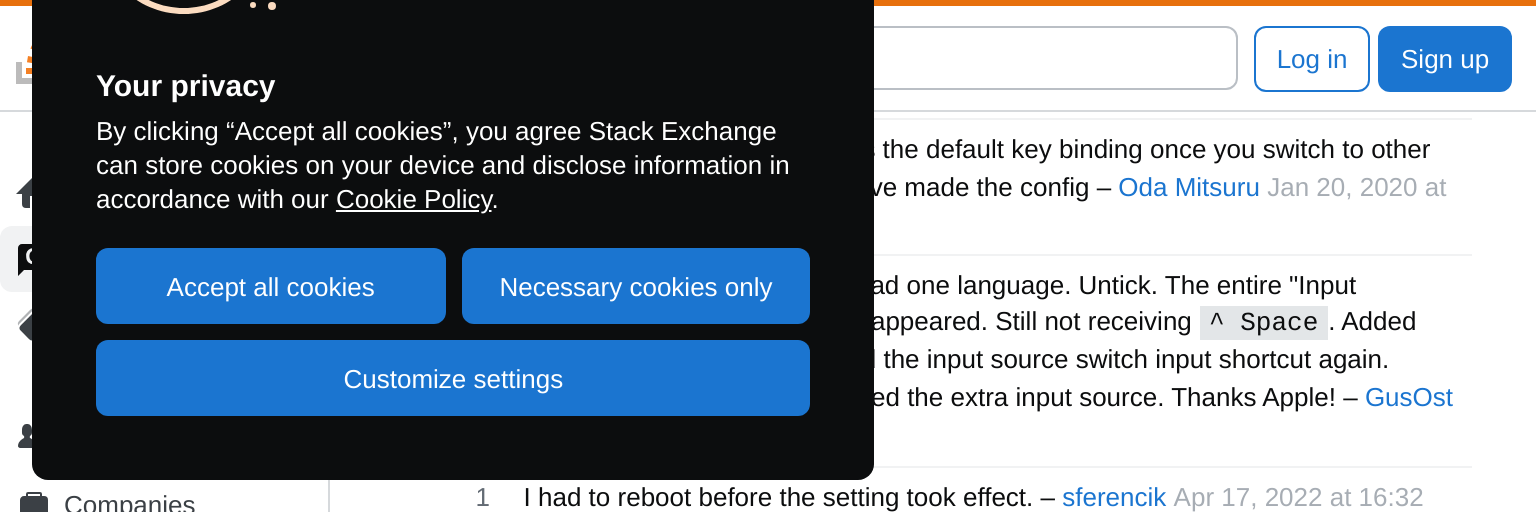 Log in
Sign up
Your privacy
By clicking “Accept all cookies”, you agree Stack Exchange
can store cookies on your device and disclose information in
accordance with our Cookie Policy.
Accept all cookies
Necessary cookies only
Customize settings
the default key binding once you switch to other
made the config – Oda Mitsuru Jan 20, 2020 at
one language. Untick. The entire "Input
Still not receiving ^ Space . Added
the input source switch input shortcut again.
the extra input source. Thanks Apple! – GusOst
Companies
1 I had to reboot before the setting took effect. – sferencik Apr 17, 2022 at 16:32